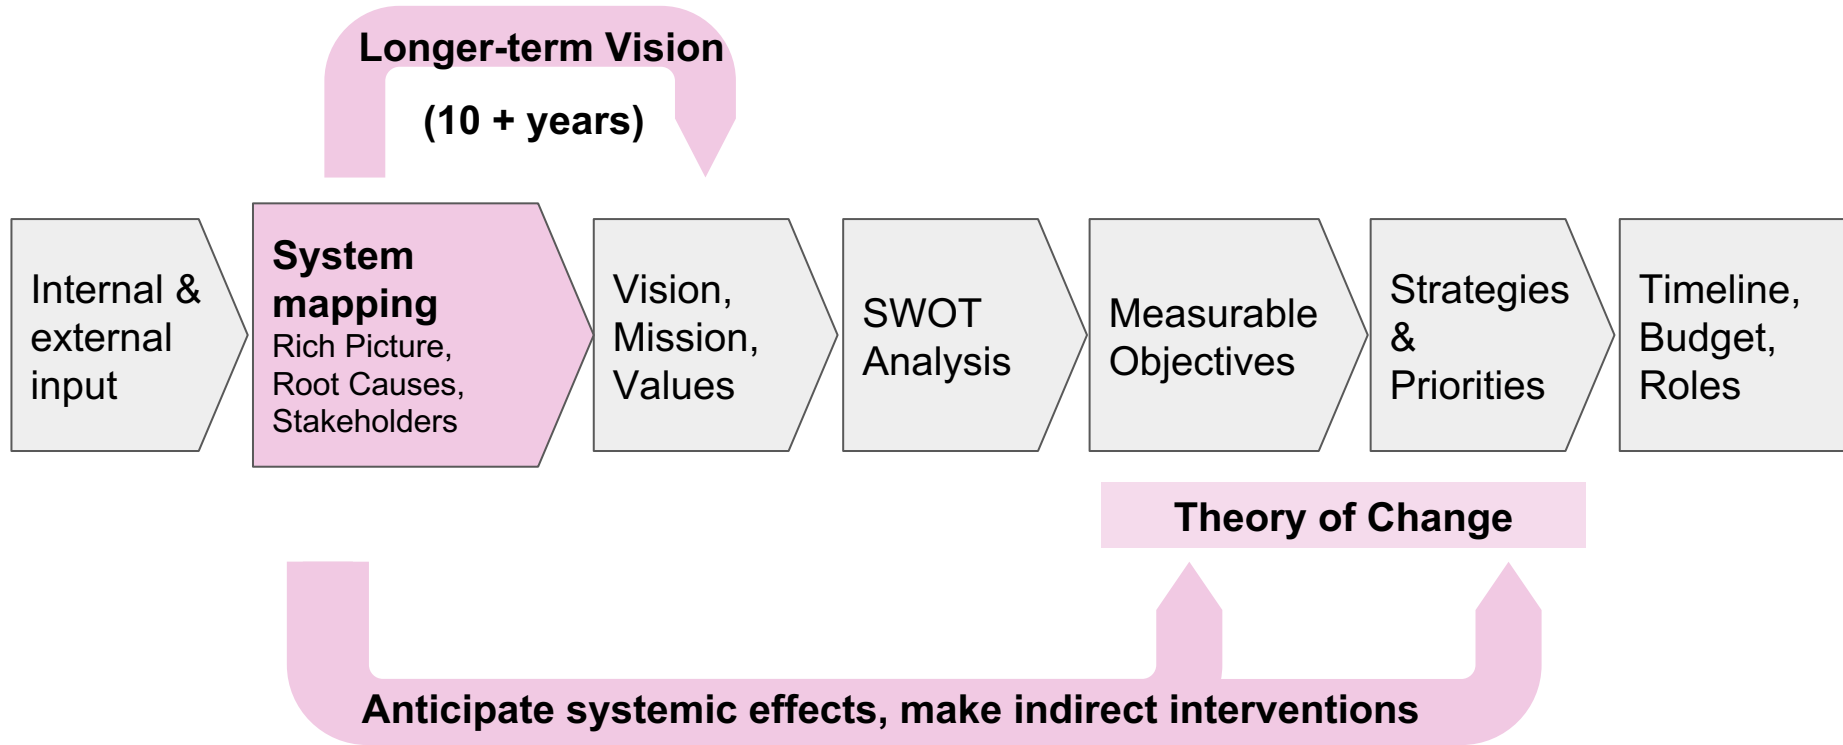 Longer-term Vision
(10 + years)
Internal &
external
input
System
mapping
Rich Picture,
Root Causes,
Stakeholders
Vision,
Mission,
Values
SWOT
Analysis
Measurable
Objectives
Strategies
&
Priorities
Timeline,
Budget,
Roles
Theory of Change
Anticipate systemic effects, make indirect interventions